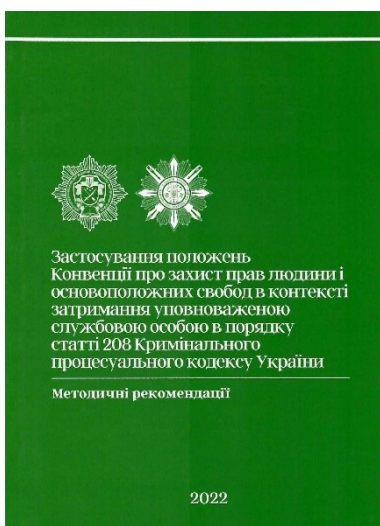 Застосування положень
Конвенції про захист прав людини і
основоположних свобод в контексті
затримання уповноваженою
службовою особою в порядку
статті 208 Кримінального
процесуального кодексу України
Методичні рекомендації
2022